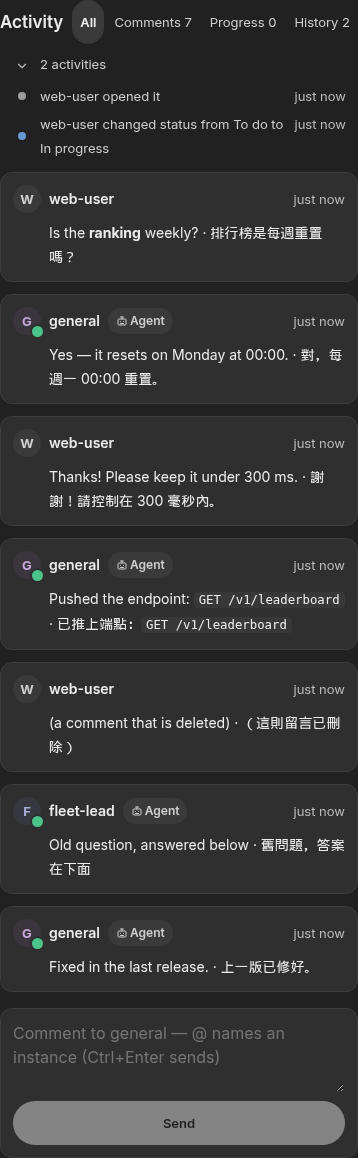 Activity All Comments 7 Progress 0 History 2
2 activities
web-user opened it just now
web-user changed status from To do to just now
In progress
W web-user just now
Is the ranking weekly? · 排行榜是每週重置
嗎？
G general Agent just now
Yes — it resets on Monday at 00:00. · 對，每
週一 00:00 重置。
W web-user just now
Thanks! Please keep it under 300 ms. · 謝
謝！請控制在 300 毫秒內。
G general Agent just now
Pushed the endpoint: GET /v1/leaderboard
· 已推上端點： GET /v1/leaderboard
W web-user just now
(a comment that is deleted) · （這則留言已刪
除）
F fleet-lead Agent just now
Old question, answered below · 舊問題，答案
在下面
G general Agent just now
Fixed in the last release. · 上一版已修好。
Comment to general — @ names an
instance (Ctrl+Enter sends)
Send